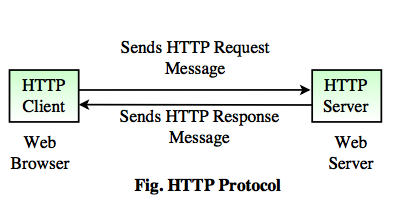 Sends HTTP Request
Message
HTTP
Client
HTTP
Server
Sends HTTP Response
Message
Web
Browser
Web
Server
Fig. HTTP Protocol